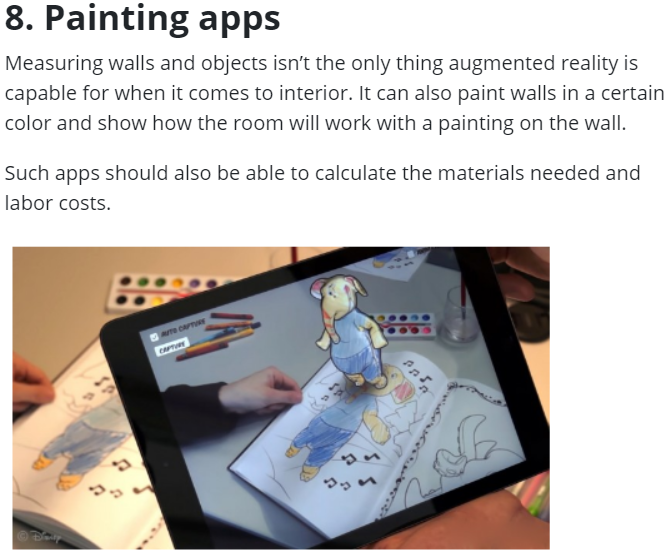 8. Painting apps
Measuring walls and objects isn’t the only thing augmented reality is
capable for when it comes to interior. It can also paint walls in a certain
color and show how the room will work with a painting on the wall.
Such apps should also be able to calculate the materials needed and
labor costs.
AUTO CAPTURE
CAPTURE
© Disney